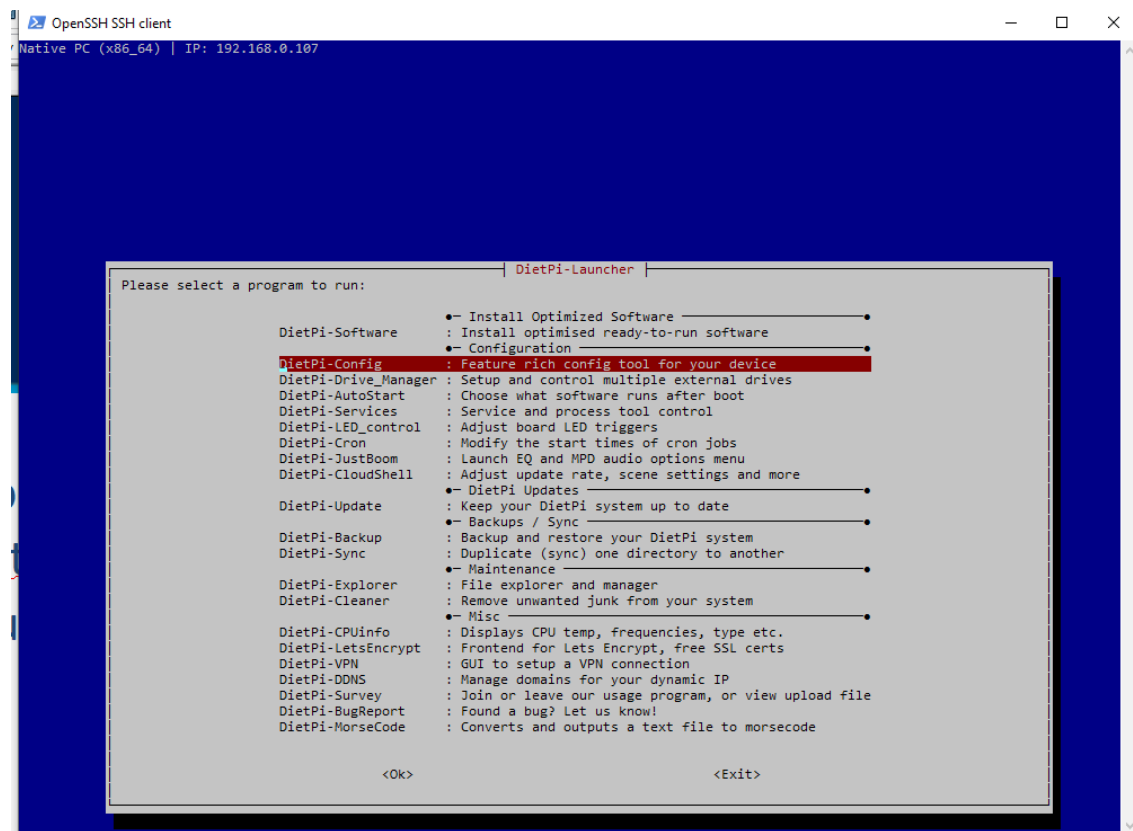 OpenSSH SSH client
Native PC (x86_64) | IP: 192.168.0.107
DietPi-Launcher
Please select a program to run:
●─ Install Optimized Software ─●
DietPi-Software : Install optimised ready-to-run software
●─ Configuration ─●
DietPi-Config : Feature rich config tool for your device
DietPi-Drive_Manager : Setup and control multiple external drives
DietPi-AutoStart : Choose what software runs after boot
DietPi-Services : Service and process tool control
DietPi-LED_control : Adjust board LED triggers
DietPi-Cron : Modify the start times of cron jobs
DietPi-JustBoom : Launch EQ and MPD audio options menu
DietPi-CloudShell : Adjust update rate, scene settings and more
●─ DietPi Updates ─●
DietPi-Update : Keep your DietPi system up to date
●─ Backups / Sync ─●
DietPi-Backup : Backup and restore your DietPi system
DietPi-Sync : Duplicate (sync) one directory to another
●─ Maintenance ─●
DietPi-Explorer : File explorer and manager
DietPi-Cleaner : Remove unwanted junk from your system
●─ Misc ─●
DietPi-CPUinfo : Displays CPU temp, frequencies, type etc.
DietPi-LetsEncrypt : Frontend for Lets Encrypt, free SSL certs
DietPi-VPN : GUI to setup a VPN connection
DietPi-DDNS : Manage domains for your dynamic IP
DietPi-Survey : Join or leave our usage program, or view upload file
DietPi-BugReport : Found a bug? Let us know!
DietPi-MorseCode : Converts and outputs a text file to morsecode
<Ok> <Exit>